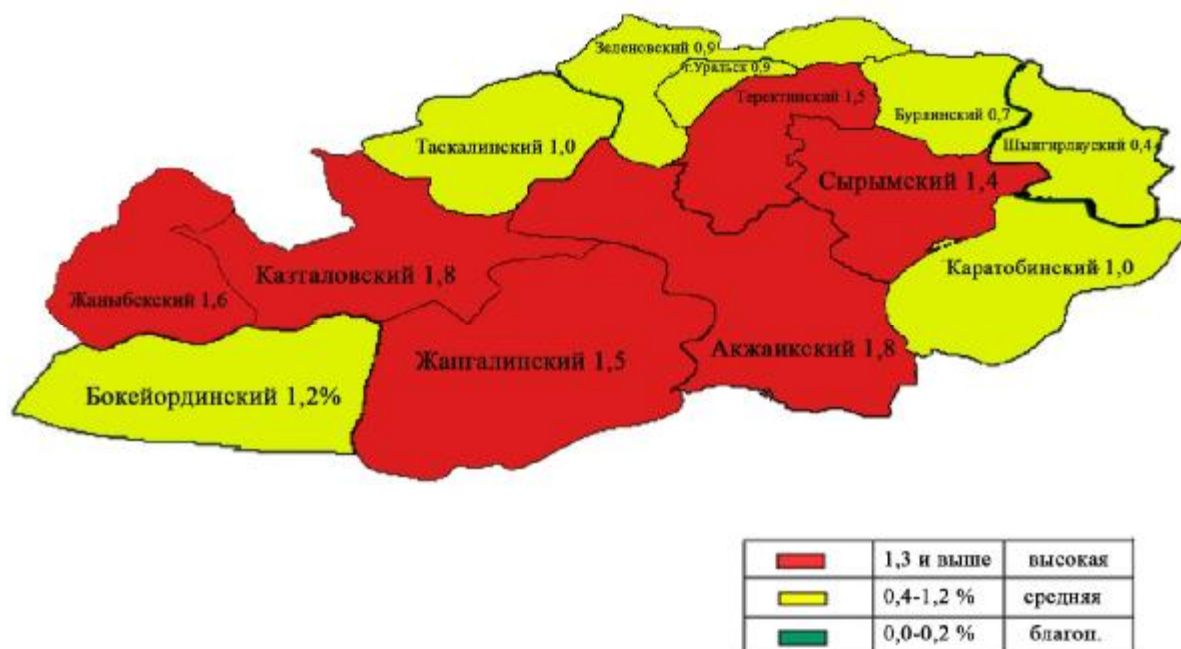 Зеленовский 0,9
г.Уральск 0,9
Теректинский 1,5
Бурлинский 0,7
Таскалинский 1,0
Шынгирлауский 0,4
Сырымский 1,4
Каратобинский 1,0
Казталовский 1,8
Жаныбекский 1,6
Акжаикский 1,8
Жангалинский 1,5
Бокейординский 1,2%
1,3 и выше высокая
0,4-1,2 % средняя
0,0-0,2 % благоп.